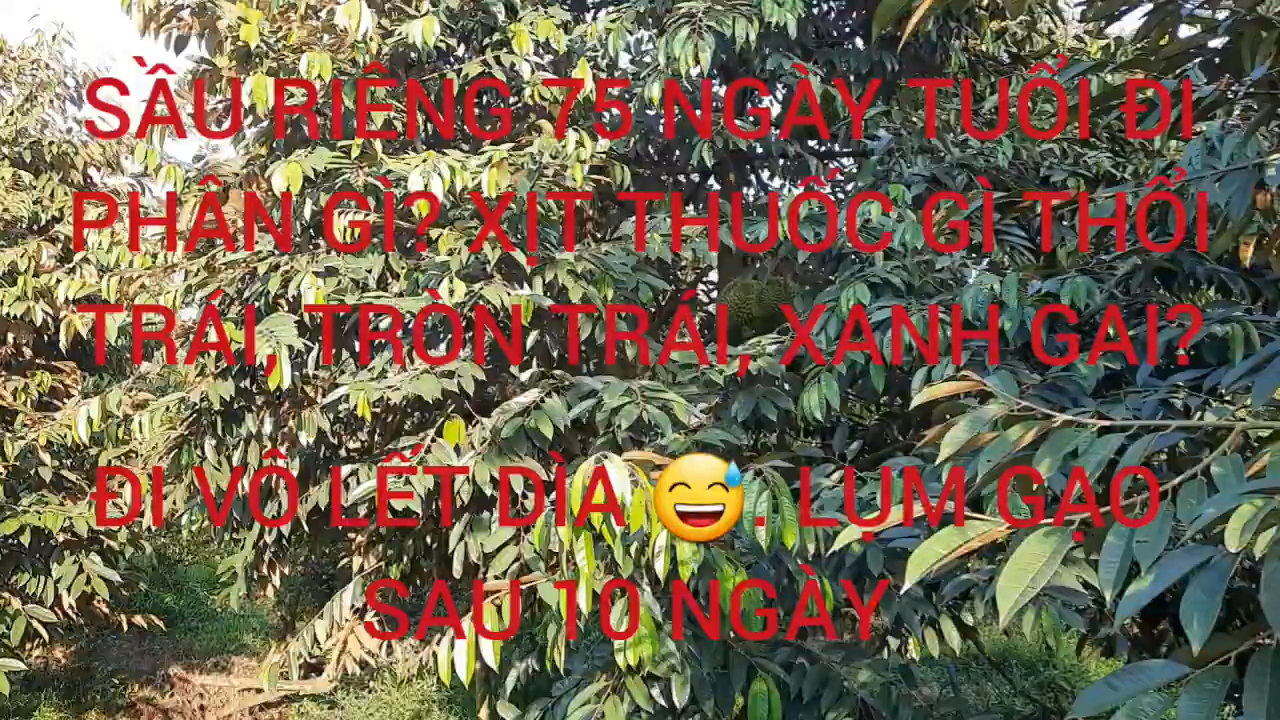 SẦU RIÊNG 75 NGÀY TUỔI ĐI
PHÂN GÌ? XỊT THUỐC GÌ THỔI
TRÁI, TRÒN TRÁI, XANH GAI?
ĐI VÔ LẾT DÌA 😅. LỤM GẠO
SAU 10 NGÀY